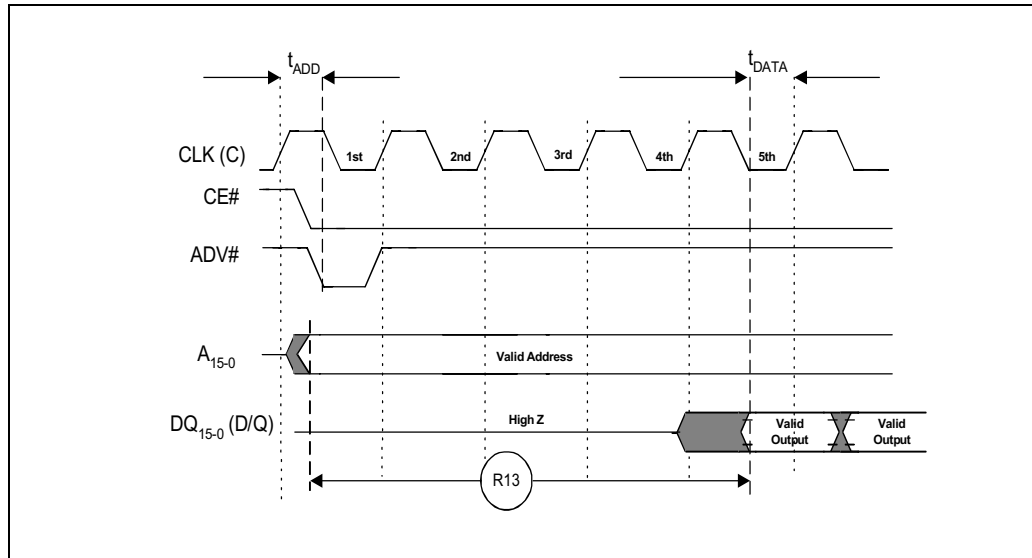 tADD
tDATA
CLK (C)
1st 2nd 3rd 4th 5th
CE#
ADV#
A15-0
Valid Address
DQ15-0 (D/Q)
High Z
Valid Output
Valid Output
R13